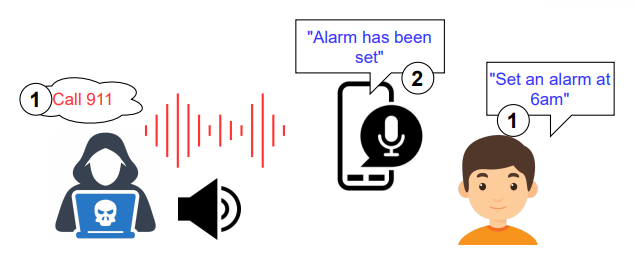 "Alarm has been
set"
2
1
Call 911
"Set an alarm at
6am"
1